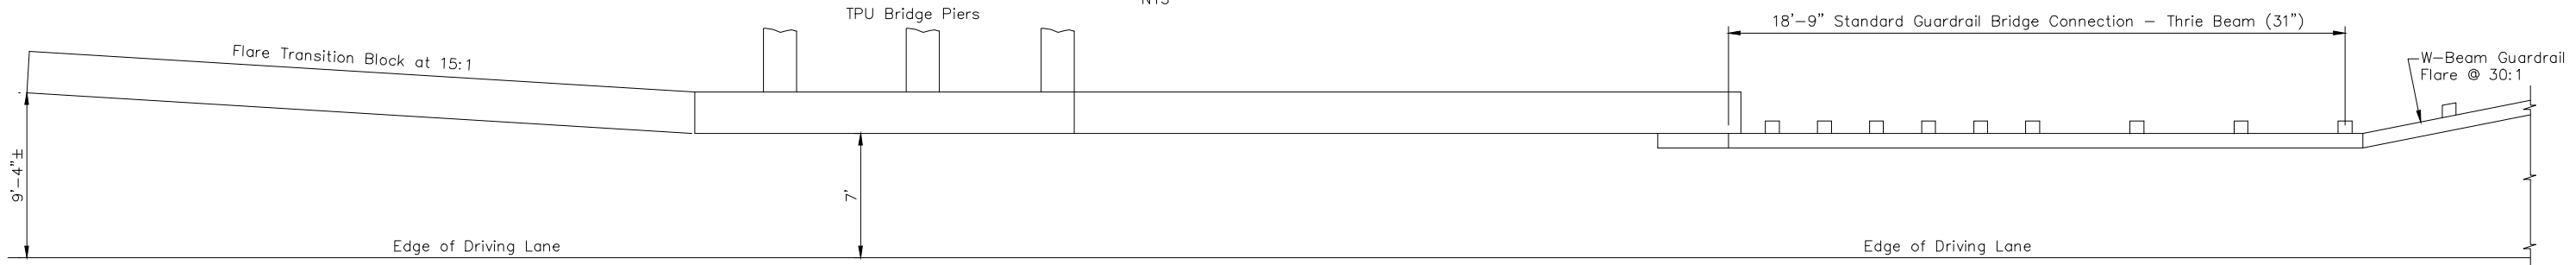 NTS
TPU Bridge Piers
18'-9" Standard Guardrail Bridge Connection - Thrie Beam (31")
Flare Transition Block at 15:1
W-Beam Guardrail
Flare @ 30:1
9'-4"±
7'
Edge of Driving Lane
Edge of Driving Lane